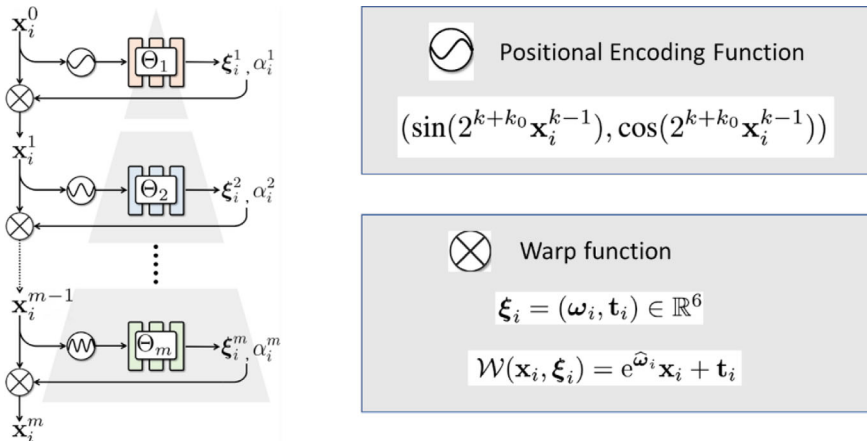 x_i^0
Θ_1
ξ_i^1, α_i^1
x_i^1
Θ_2
ξ_i^2, α_i^2
x_i^{m-1}
Θ_m
ξ_i^m, α_i^m
x_i^m
Positional Encoding Function
(sin(2^{k+k_0} x_i^{k-1}), cos(2^{k+k_0} x_i^{k-1}))
Warp function
ξ_i = (ω_i, t_i) ∈ ℝ^6
𝒲(x_i, ξ_i) = e^{ω̂_i} x_i + t_i